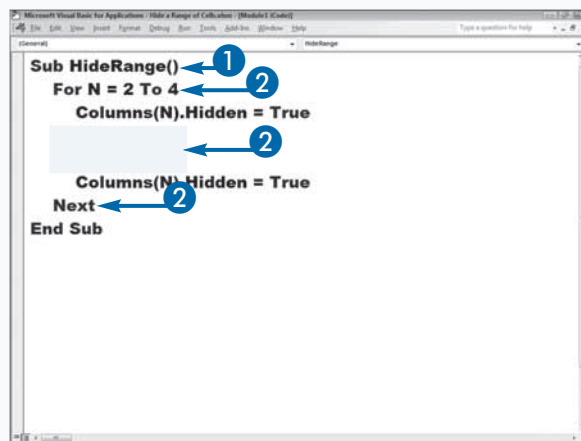 Microsoft Visual Basic for Applications - Hide a Range of Cells.xlsm - [Module1 (Code)]
File Edit View Insert Format Debug Run Tools Add-Ins Window Help
Type a question for help
(General)
HideRange
Sub HideRange()
1
For N = 2 To 4
2
Columns(N).Hidden = True
2
Columns(N).Hidden = True
Next
2
End Sub